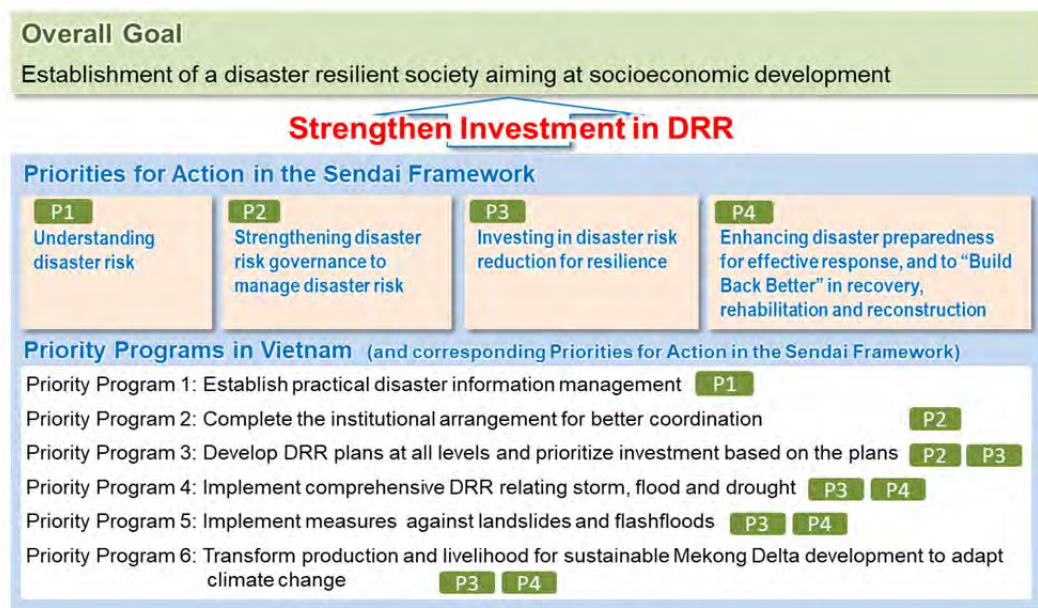 Overall Goal
Establishment of a disaster resilient society aiming at socioeconomic development
Strengthen Investment in DRR
Priorities for Action in the Sendai Framework
P1
Understanding
disaster risk
P2
Strengthening disaster
risk governance to
manage disaster risk
P3
Investing in disaster risk
reduction for resilience
P4
Enhancing disaster preparedness
for effective response, and to “Build
Back Better” in recovery,
rehabilitation and reconstruction
Priority Programs in Vietnam (and corresponding Priorities for Action in the Sendai Framework)
Priority Program 1: Establish practical disaster information management P1
Priority Program 2: Complete the institutional arrangement for better coordination P2
Priority Program 3: Develop DRR plans at all levels and prioritize investment based on the plans P2 P3
Priority Program 4: Implement comprehensive DRR relating storm, flood and drought P3 P4
Priority Program 5: Implement measures against landslides and flashfloods P3 P4
Priority Program 6: Transform production and livelihood for sustainable Mekong Delta development to adapt
climate change P3 P4